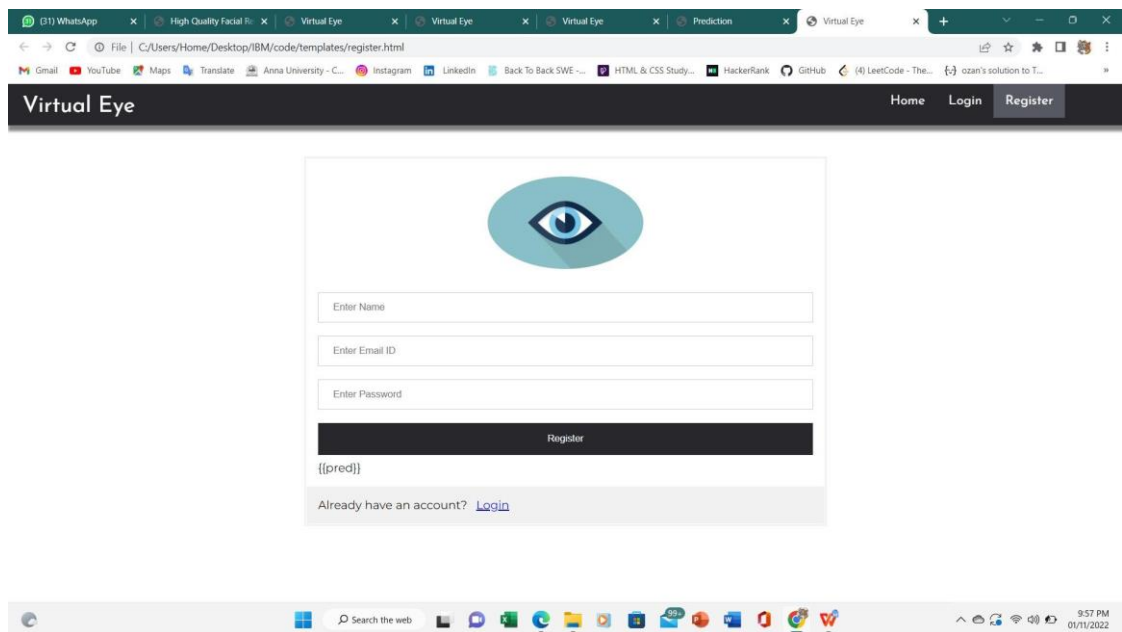 (31) WhatsApp
High Quality Facial Re
Virtual Eye
Virtual Eye
Virtual Eye
Prediction
Virtual Eye
File | C:/Users/Home/Desktop/IBM/code/templates/register.html
Gmail YouTube Maps Translate Anna University - C... Instagram LinkedIn Back To Back SWE -... HTML & CSS Study... HackerRank GitHub (4) LeetCode - The... ozan's solution to T... »
Virtual Eye Home Login Register
Enter Name
Enter Email ID
Enter Password
Register
{{pred}}
Already have an account? Login
Search the web 99+ 9:57 PM
01/11/2022